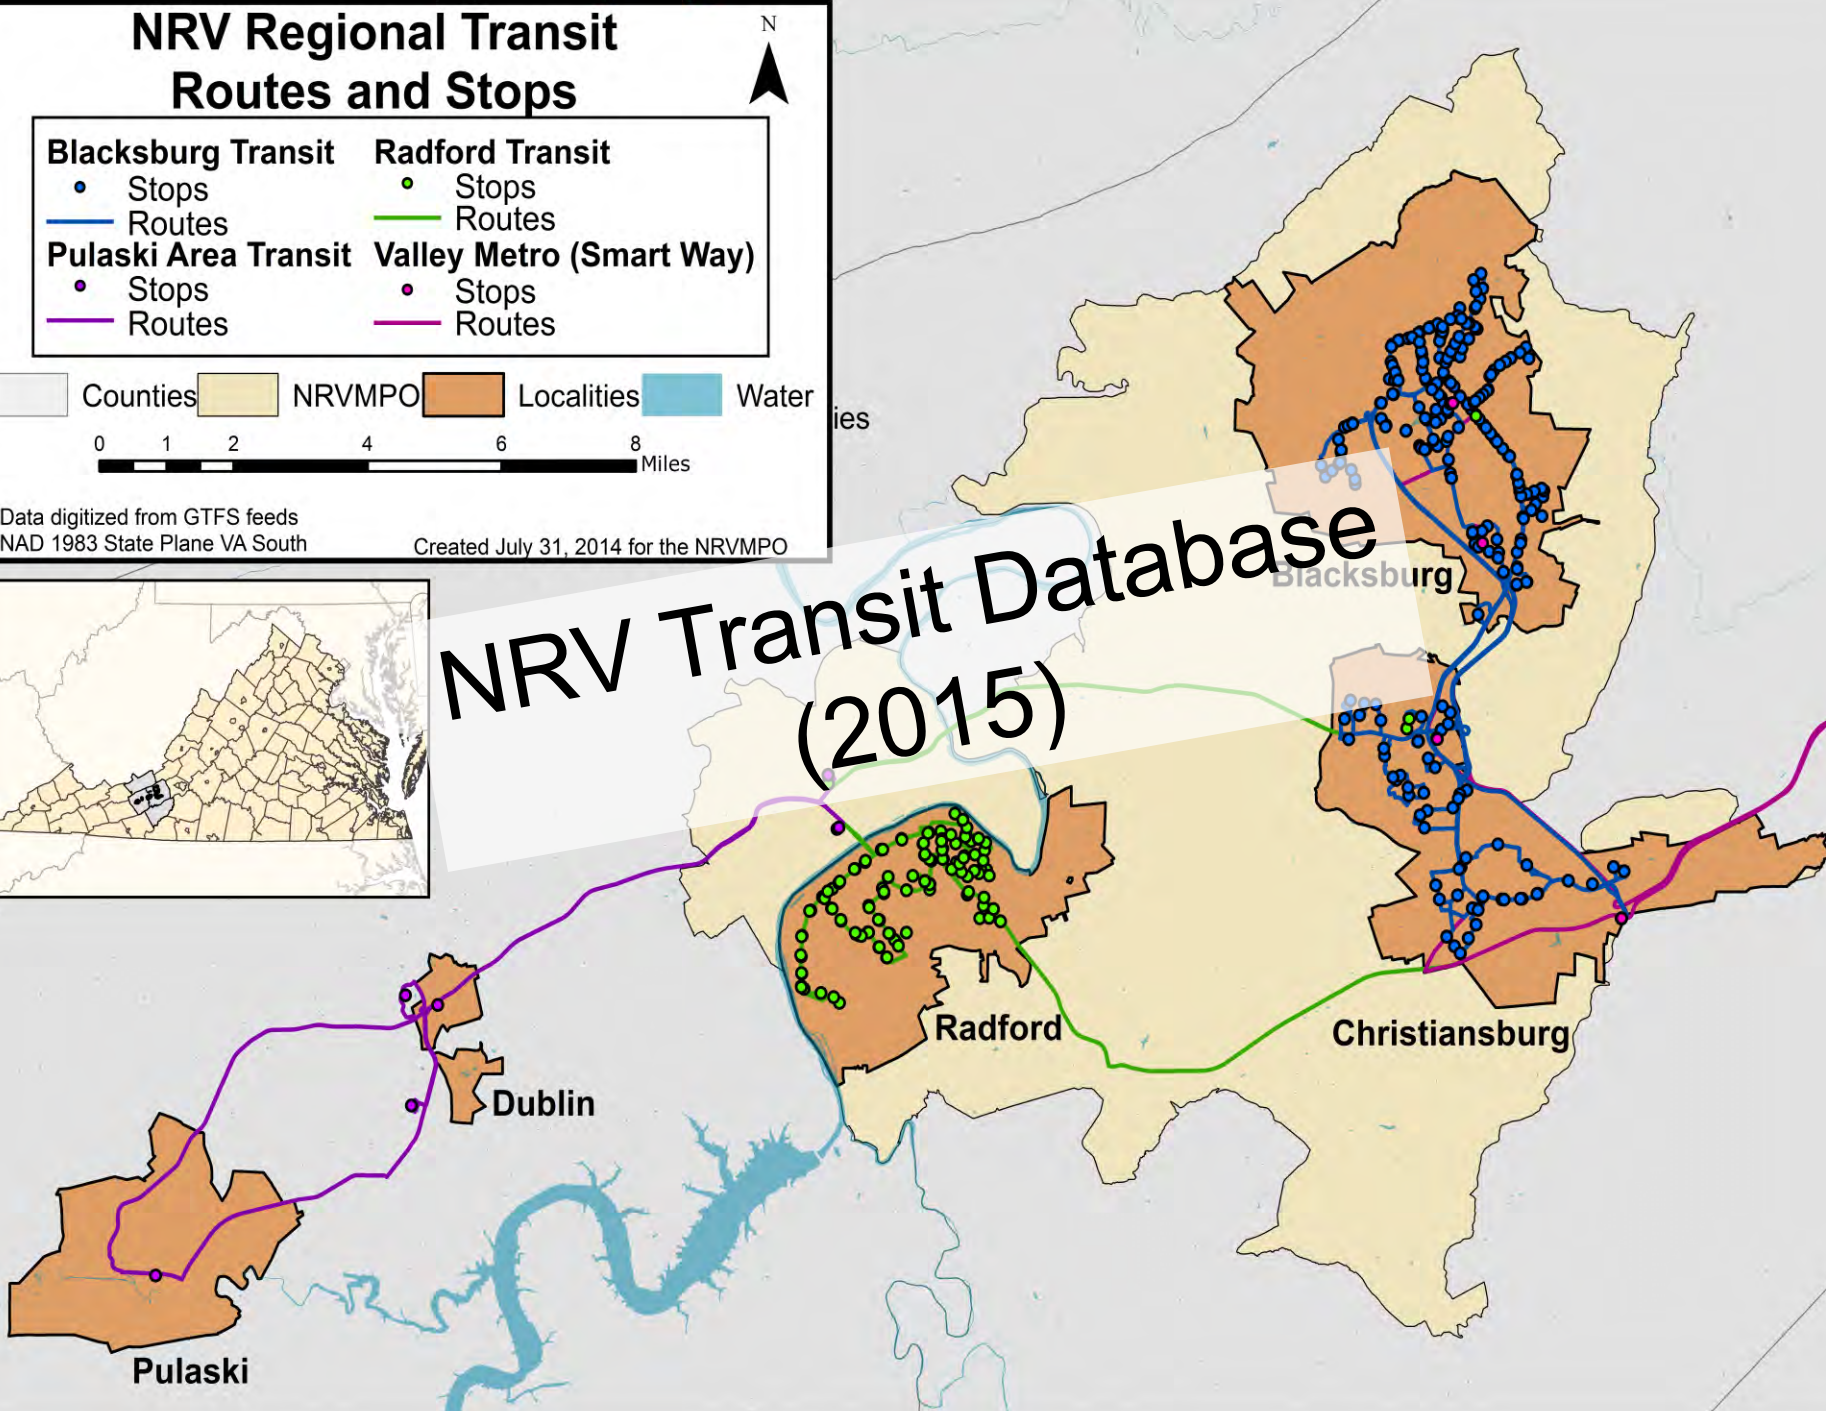 NRV Regional Transit
Routes and Stops
N
Blacksburg Transit
Stops
Routes
Radford Transit
Stops
Routes
Pulaski Area Transit
Stops
Routes
Valley Metro (Smart Way)
Stops
Routes
Counties NRVMPO Localities Water
0 1 2 4 6 8
Miles
Data digitized from GTFS feeds
NAD 1983 State Plane VA South
Created July 31, 2014 for the NRVMPO
ies
NRV Transit Database
(2015)
Blacksburg
Radford
Christiansburg
Dublin
Pulaski